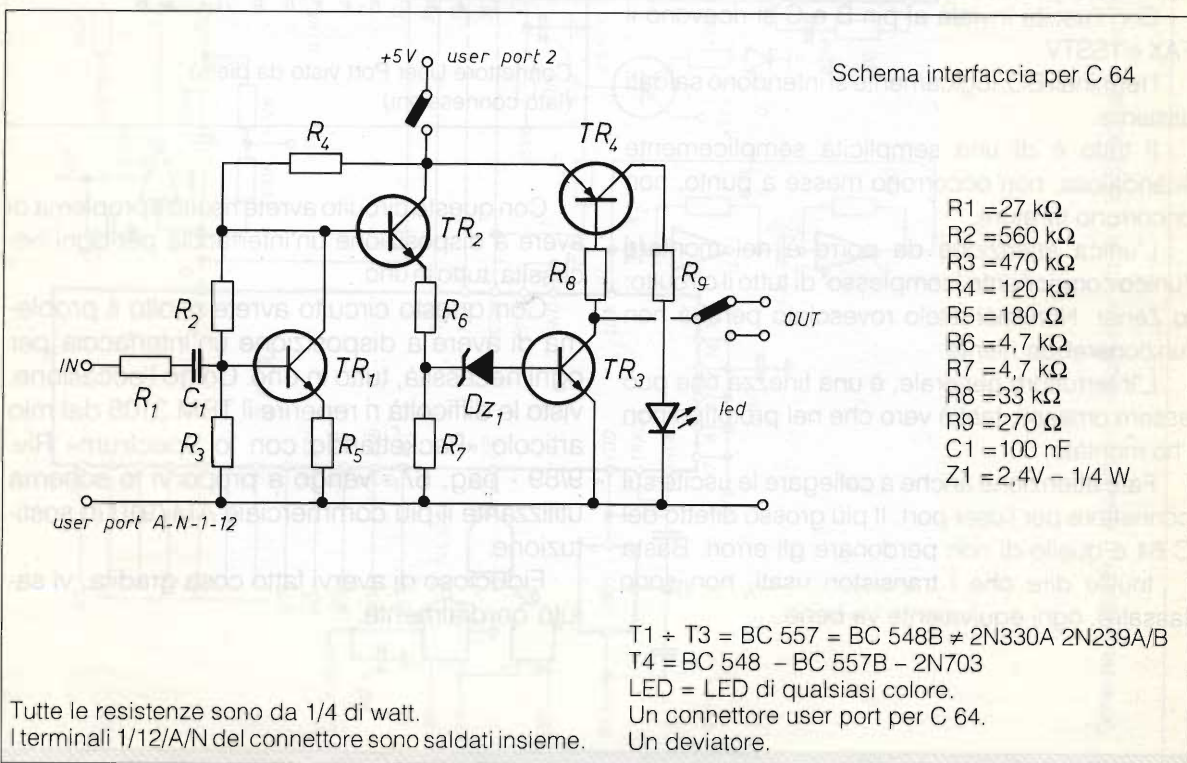 +5V user port 2
Schema interfaccia per C 64
R4
TR4
TR2
R2
R6
R8
R9
OUT
IN
R1
C1
TR1
Dz1
TR3
led
R3
R5
R7
user port A-N-1-12
R1 = 27 kΩ
R2 = 560 kΩ
R3 = 470 kΩ
R4 = 120 kΩ
R5 = 180 Ω
R6 = 4,7 kΩ
R7 = 4,7 kΩ
R8 = 33 kΩ
R9 = 270 Ω
C1 = 100 nF
Z1 = 2,4V – 1/4 W
T1 ÷ T3 = BC 557 = BC 548B ≠ 2N330A 2N239A/B
T4 = BC 548 – BC 557B – 2N703
LED = LED di qualsiasi colore.
Un connettore user port per C 64.
Un deviatore.
Tutte le resistenze sono da 1/4 di watt.
I terminali 1/12/A/N del connettore sono saldati insieme.